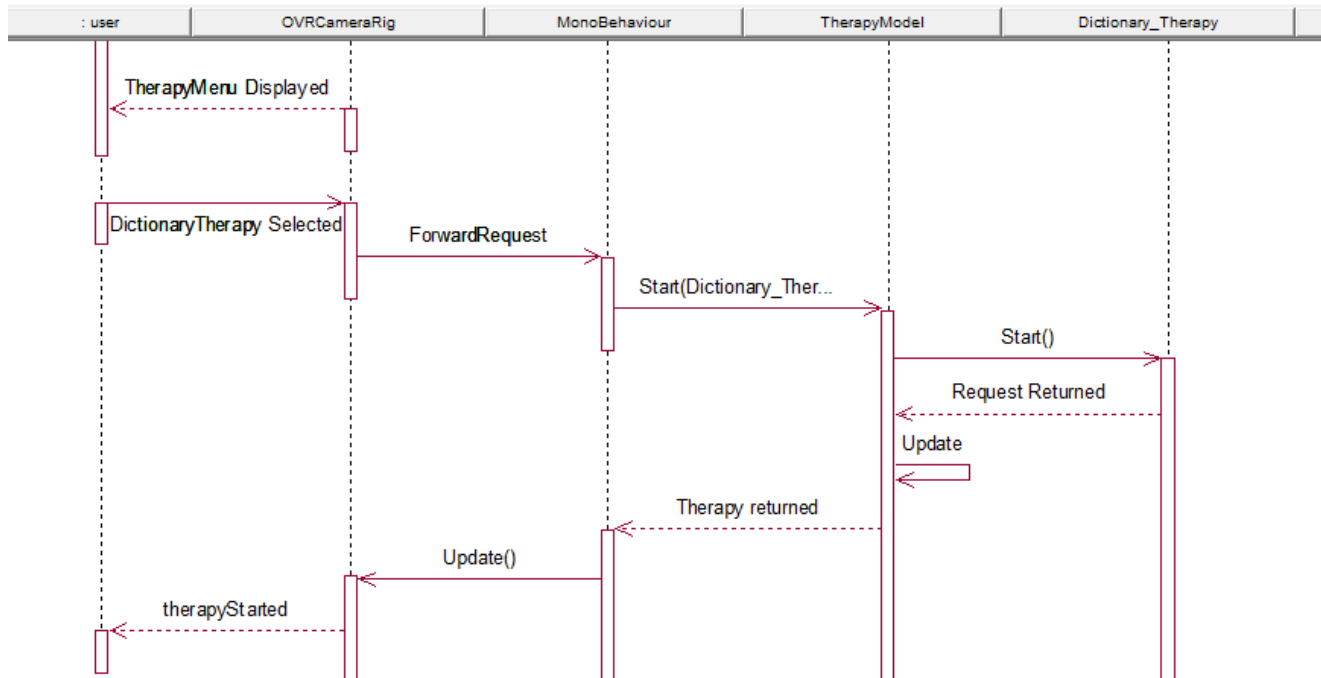 : user
OVRCameraRig
MonoBehaviour
TherapyModel
Dictionary_Therapy
TherapyMenu Displayed
DictionaryTherapy Selected
ForwardRequest
Start(Dictionary_Ther...
Start()
Request Returned
Update
Therapy returned
Update()
therapyStarted